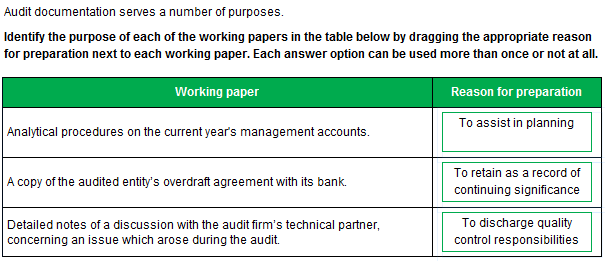 Audit documentation serves a number of purposes.
Identify the purpose of each of the working papers in the table below by dragging the appropriate reason
for preparation next to each working paper. Each answer option can be used more than once or not at all.
Working paper
Reason for preparation
Analytical procedures on the current year's management accounts.
To assist in planning
A copy of the audited entity's overdraft agreement with its bank.
To retain as a record of
continuing significance
Detailed notes of a discussion with the audit firm's technical partner,
concerning an issue which arose during the audit.
To discharge quality
control responsibilities